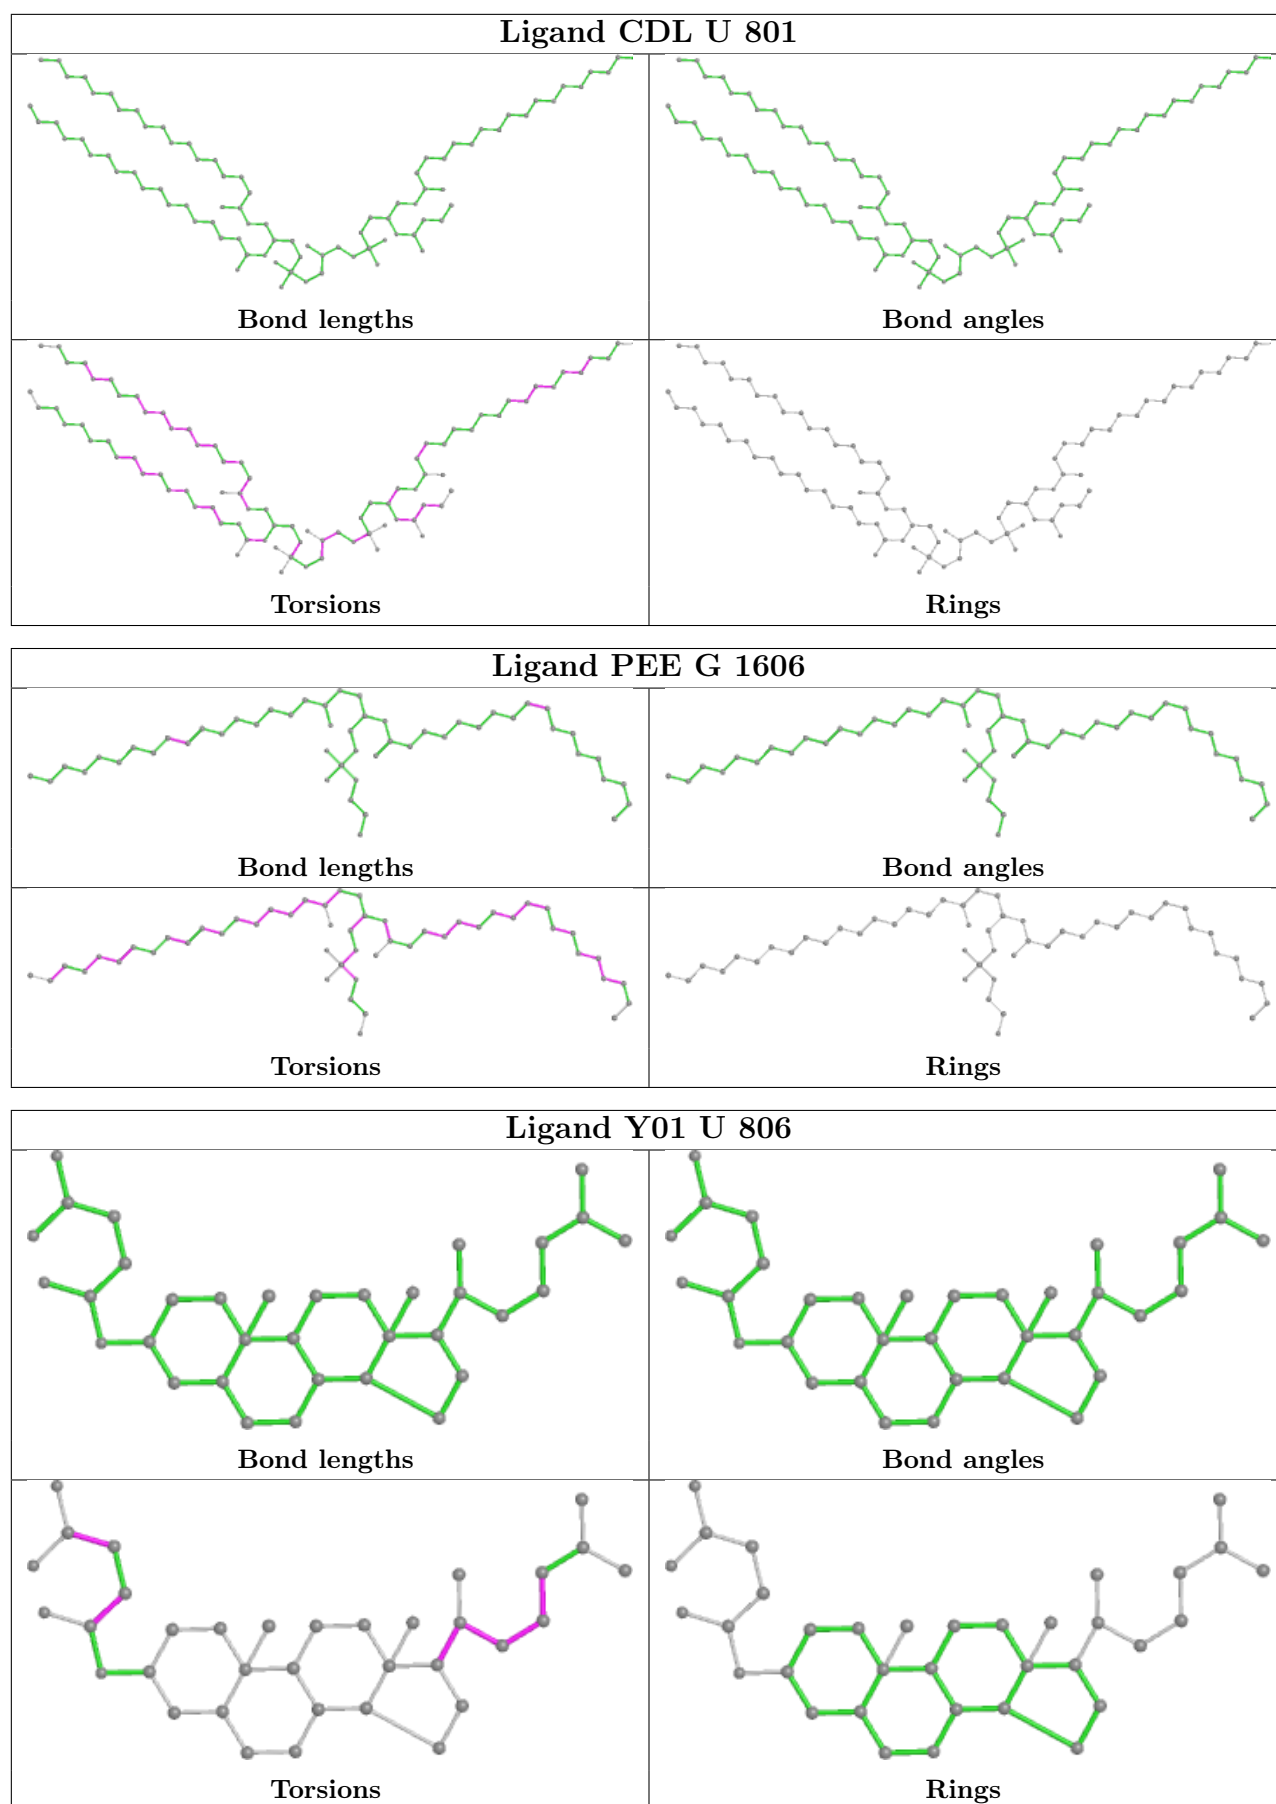 Ligand CDL U 801
Bond lengths
Bond angles
Torsions
Rings
Ligand PEE G 1606
Bond lengths
Bond angles
Torsions
Rings
Ligand Y01 U 806
Bond lengths
Bond angles
Torsions
Rings